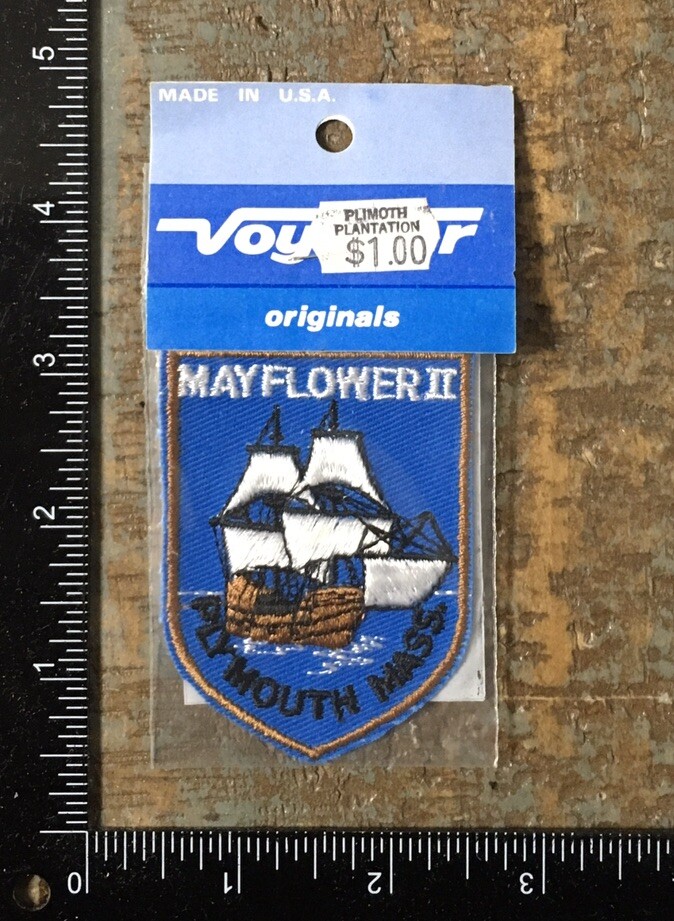 MADE IN U.S.A.
PLIMOTH
PLANTATION
$1.00
originals
MAYFLOWER II
PLYMOUTH MASS.
5
4
3
2
1
0
1
2
3